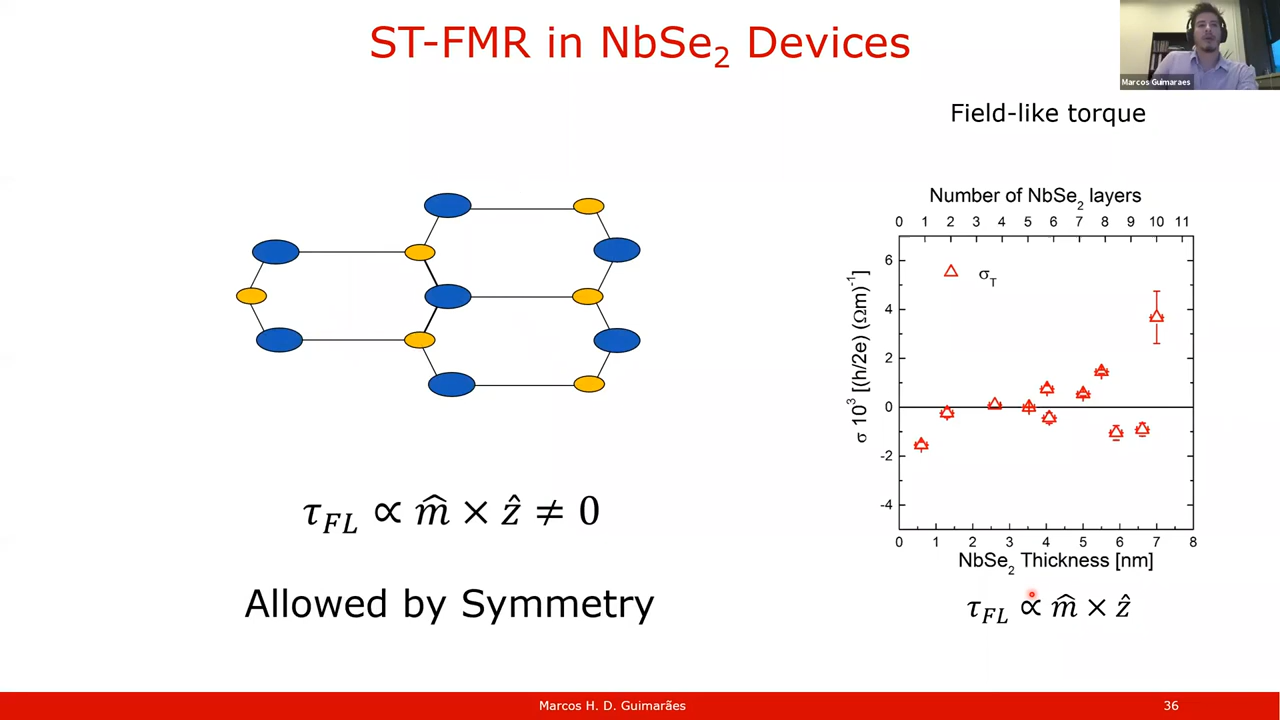 ST-FMR in NbSe₂ Devices
Marcos Guimaraes
Field-like torque
Number of NbSe₂ layers
0 1 2 3 4 5 6 7 8 9 10 11
6
4
2
0
-2
-4
σ 10³ [(ħ/2e) (Ωm)⁻¹]
σ_T
0 1 2 3 4 5 6 7 8
NbSe₂ Thickness [nm]
τ_FL ∝ m̂ × ẑ
τ_FL ∝ m̂ × ẑ ≠ 0
Allowed by Symmetry
Marcos H. D. Guimarães
36